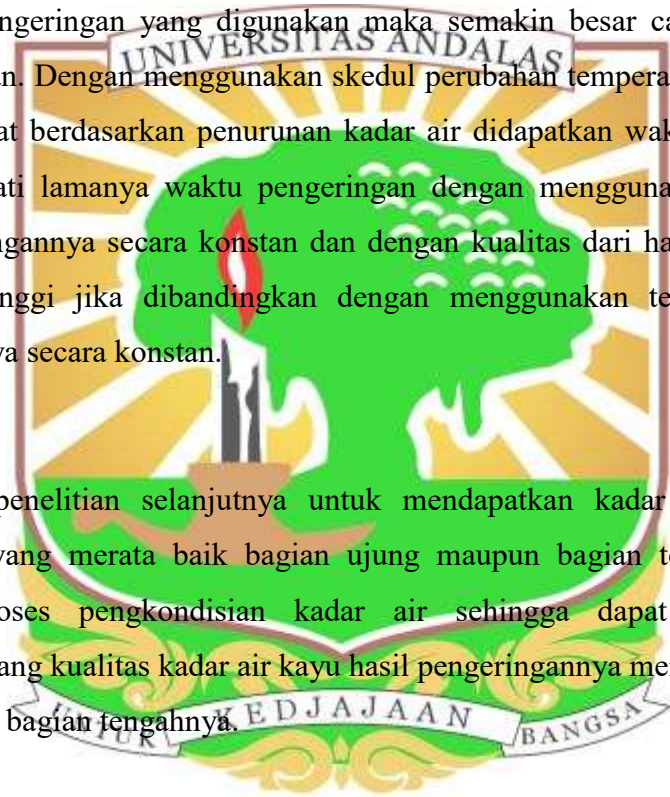 ngeringan yang digunakan maka semakin besar ca
UNIVERSITAS ANDALAS
n. Dengan menggunakan skedul perubahan tempera
at berdasarkan penurunan kadar air didapatkan wak
ati lamanya waktu pengeringan dengan mengguna
ngannya secara konstan dan dengan kualitas dari ha
nggi jika dibandingkan dengan menggunakan te
ya secara konstan.
penelitian selanjutnya untuk mendapatkan kadar
yang merata baik bagian ujung maupun bagian t
oses pengkondisian kadar air sehingga dapat
ang kualitas kadar air kayu hasil pengeringannya me
bagian tengahnya.
UNTUK KEDJAJAAN BANGSA